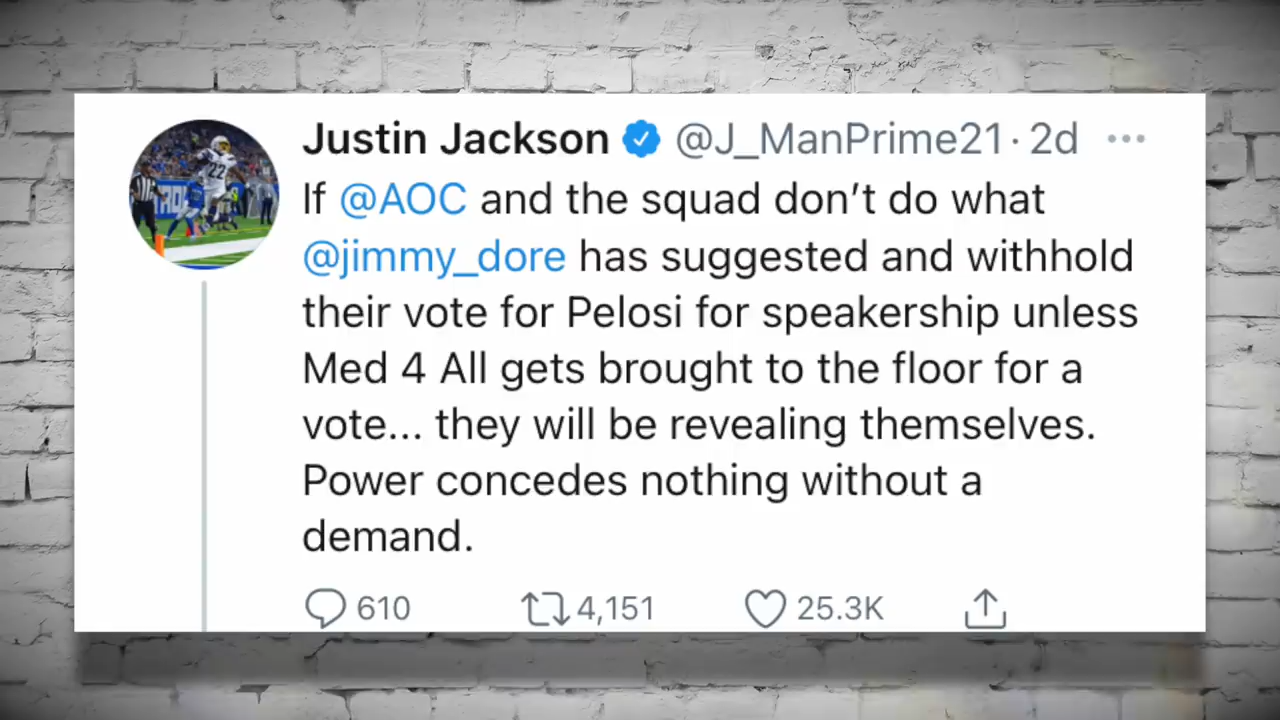 Justin Jackson @J_ManPrime21 · 2d
If @AOC and the squad don’t do what
@jimmy_dore has suggested and withhold
their vote for Pelosi for speakership unless
Med 4 All gets brought to the floor for a
vote... they will be revealing themselves.
Power concedes nothing without a
demand.
610 4,151 25.3K